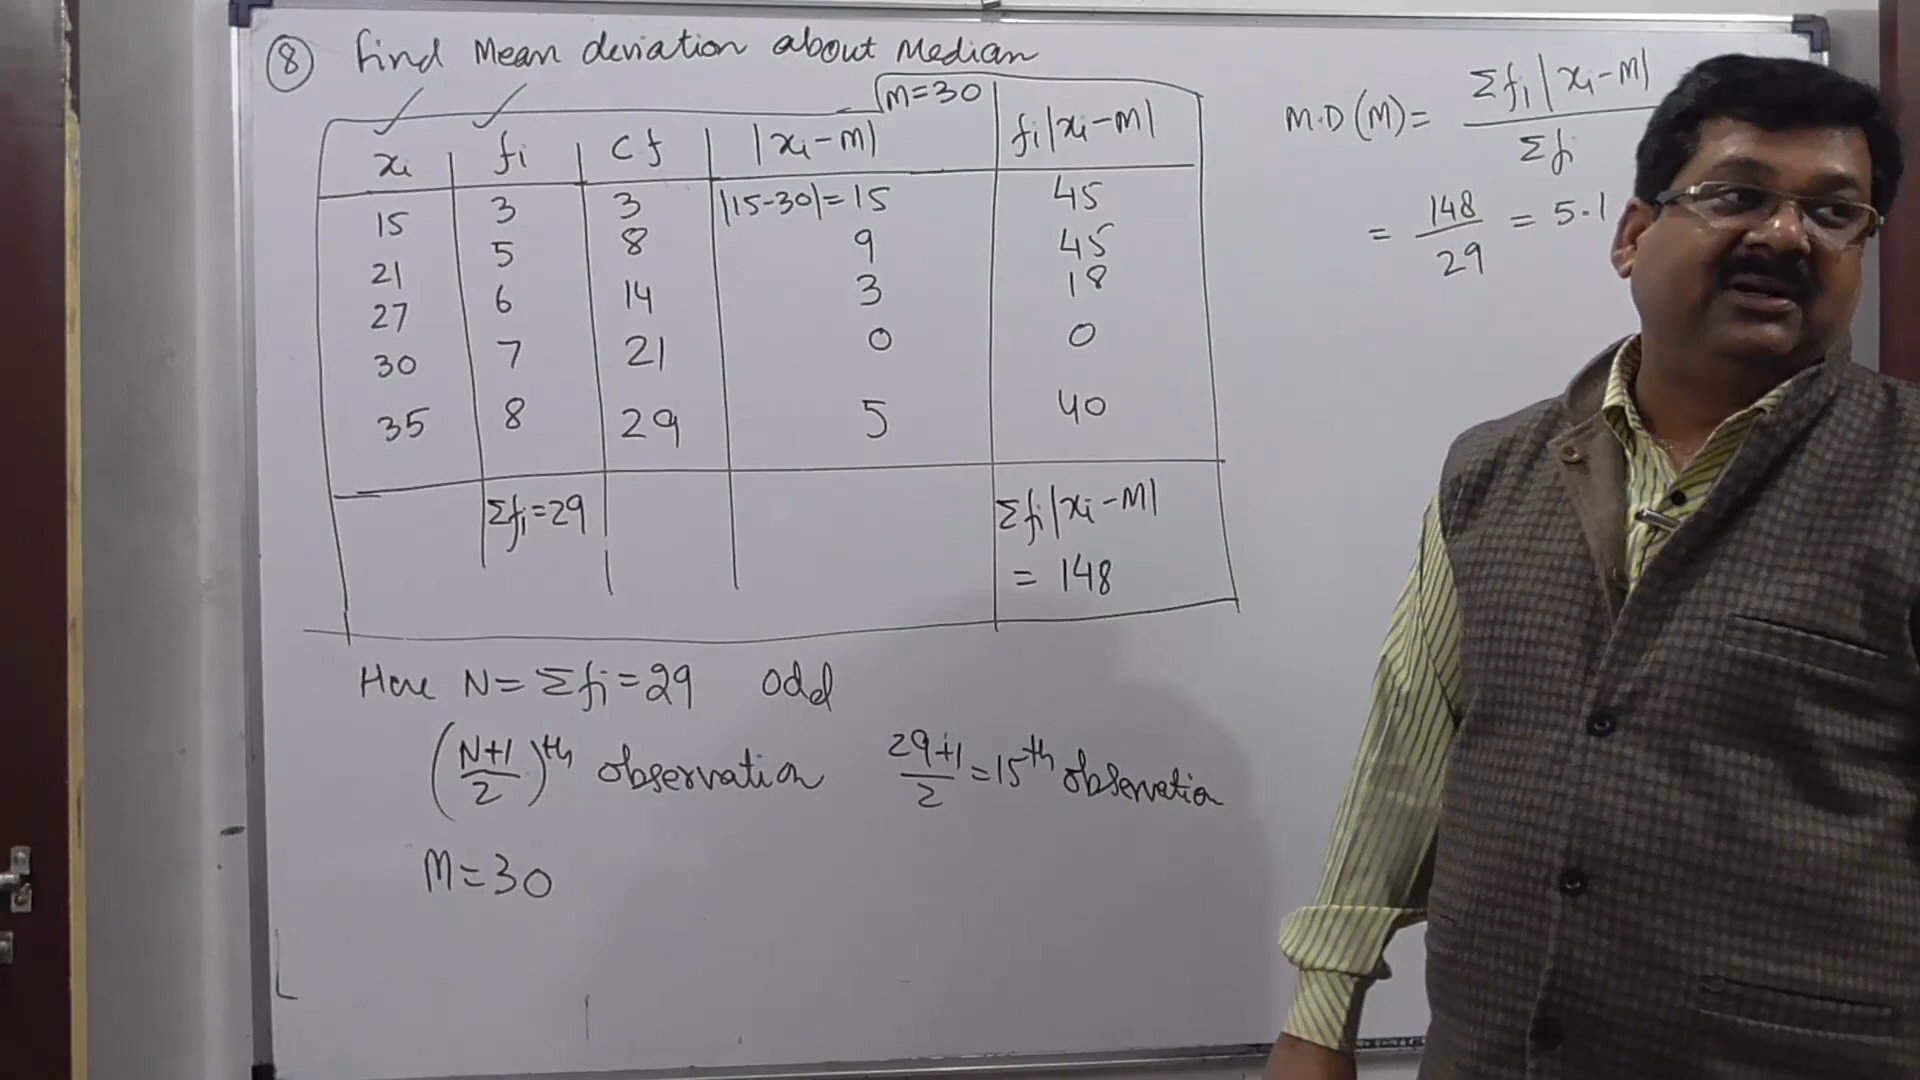 ⑧ Find Mean deviation about Median
M=30
xi fi cf |xi-M| fi|xi-M|
15 3 3 |15-30|=15 45
21 5 8 9 45
27 6 14 3 18
30 7 21 0 0
35 8 29 5 40
Σfi=29 Σfi|xi-M|
= 148
Here N= Σfi=29 odd
(N+1/2)th observation 29+1/2=15th observation
M=30
M.D(M)= Σfi|xi-M|/Σfi
= 148/29 = 5.1